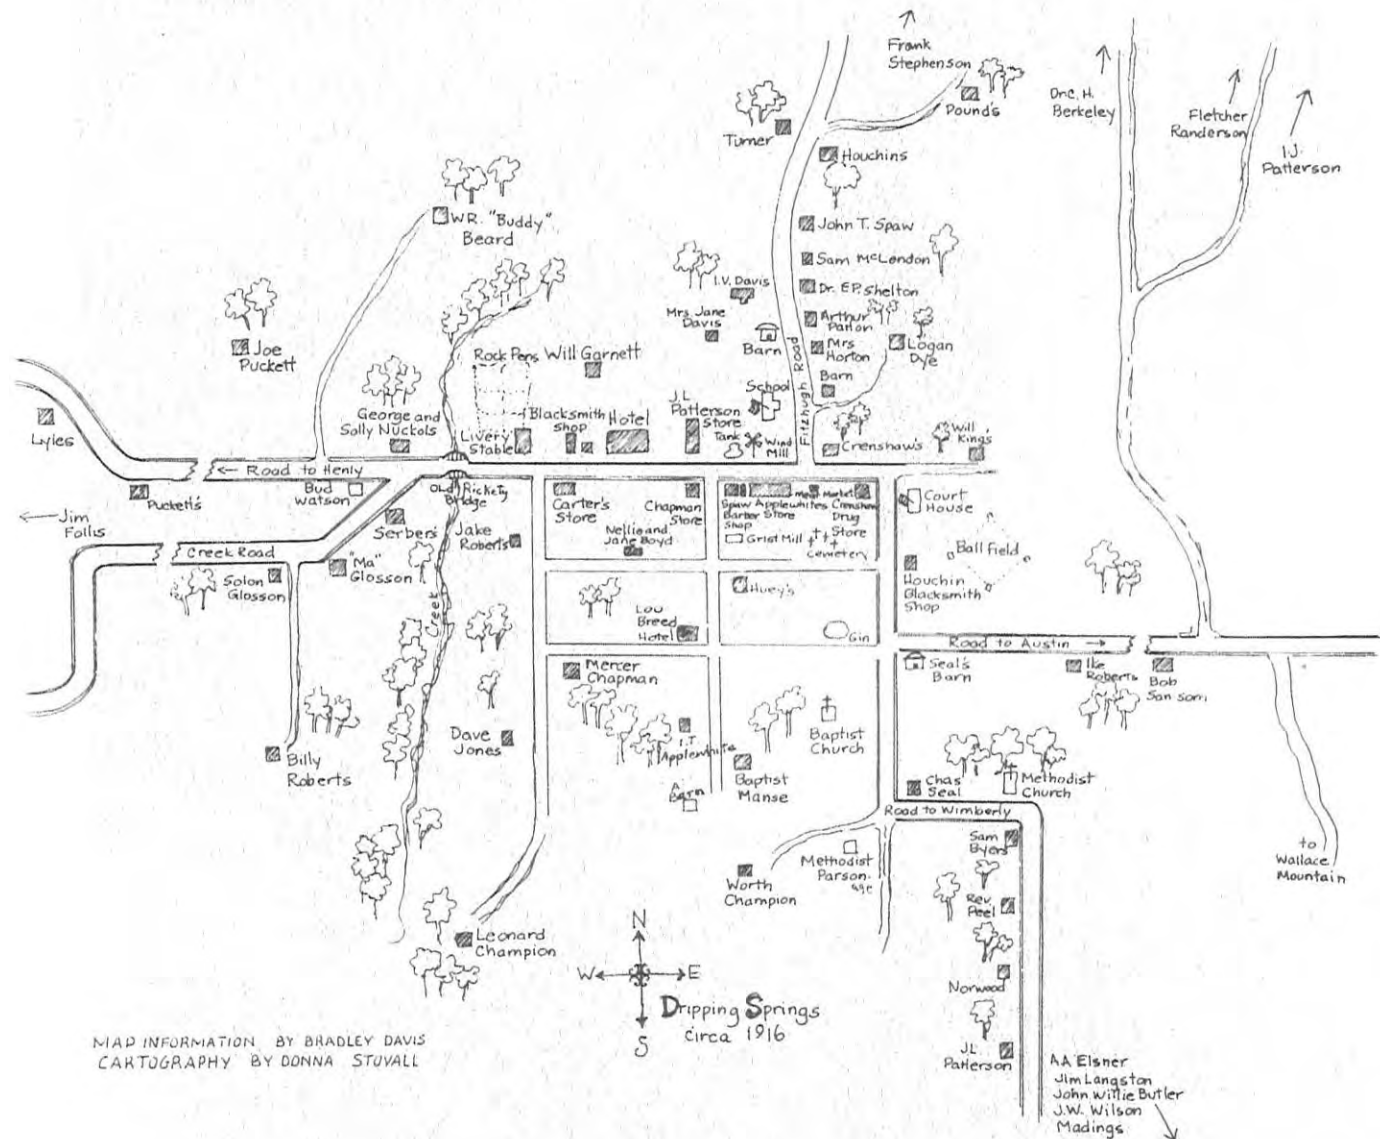 Frank
Stephenson
Pound's
Turner
Houchins
Dr. C. H.
Berkeley
Fletcher
Randerson
I.J.
Patterson
W.R. "Buddy"
Beard
John T. Spaw
Sam McLendon
I.V. Davis
Dr. E.P. Shelton
Mrs Jane
Davis
Arthur
Patton
Barn
Mrs
Horton
Logan
Dye
Fitzhugh Road
Joe
Puckett
Rock Pens
Will Garnett
Barn
School
Lyles
George and
Solly Nuckols
Livery
Stable
Blacksmith
Shop
Hotel
J.L.
Patterson
Store
Tank
Wind
Mill
Crenshaw's
Will
King's
← Road to Henly
Puckett's
Bud
Watson
Old Rickety
Bridge
Carter's
Store
Chapman
Store
Spaw
Barber
Shop
Applewhites
Store
Meat Market
Crenshaw
Drug
Store
Court
House
Jim
Follis
Serber's
Jake
Roberts
Nellie and
Jane Boyd
Grist Mill
Cemetery
Ball Field
Creek Road
"Ma"
Glosson
Solon
Glosson
Creek
Huey's
Houchin
Blacksmith
Shop
Lou
Breed
Hotel
Gin
Road to Austin →
Mercer
Chapman
Seal's
Barn
Ike
Roberts
Bob
Sansom
Dave
Jones
I.T.
Applewhite
Baptist
Church
Billy
Roberts
A
Barn
Baptist
Manse
Chas
Seal
Methodist
Church
Road to Wimberly
Sam
Byers
Methodist
Parson-
age
Worth
Champion
to
Wallace
Mountain
Rev.
Peel
Leonard
Champion
Norwood
N
W
E
S
Dripping Springs
circa 1916
J.L.
Patterson
MAP INFORMATION BY BRADLEY DAVIS
CARTOGRAPHY BY DONNA STOVALL
A.A. Elsner
Jim Langston
John Willie Butler
J.W. Wilson
Madings